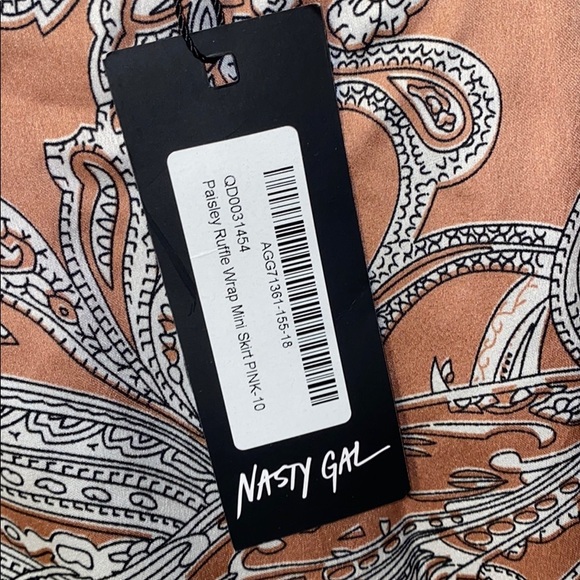 AGG71361-155-18
QD0031454
Paisley Ruffle Wrap Mini Skirt PINK-10
NASTY GAL